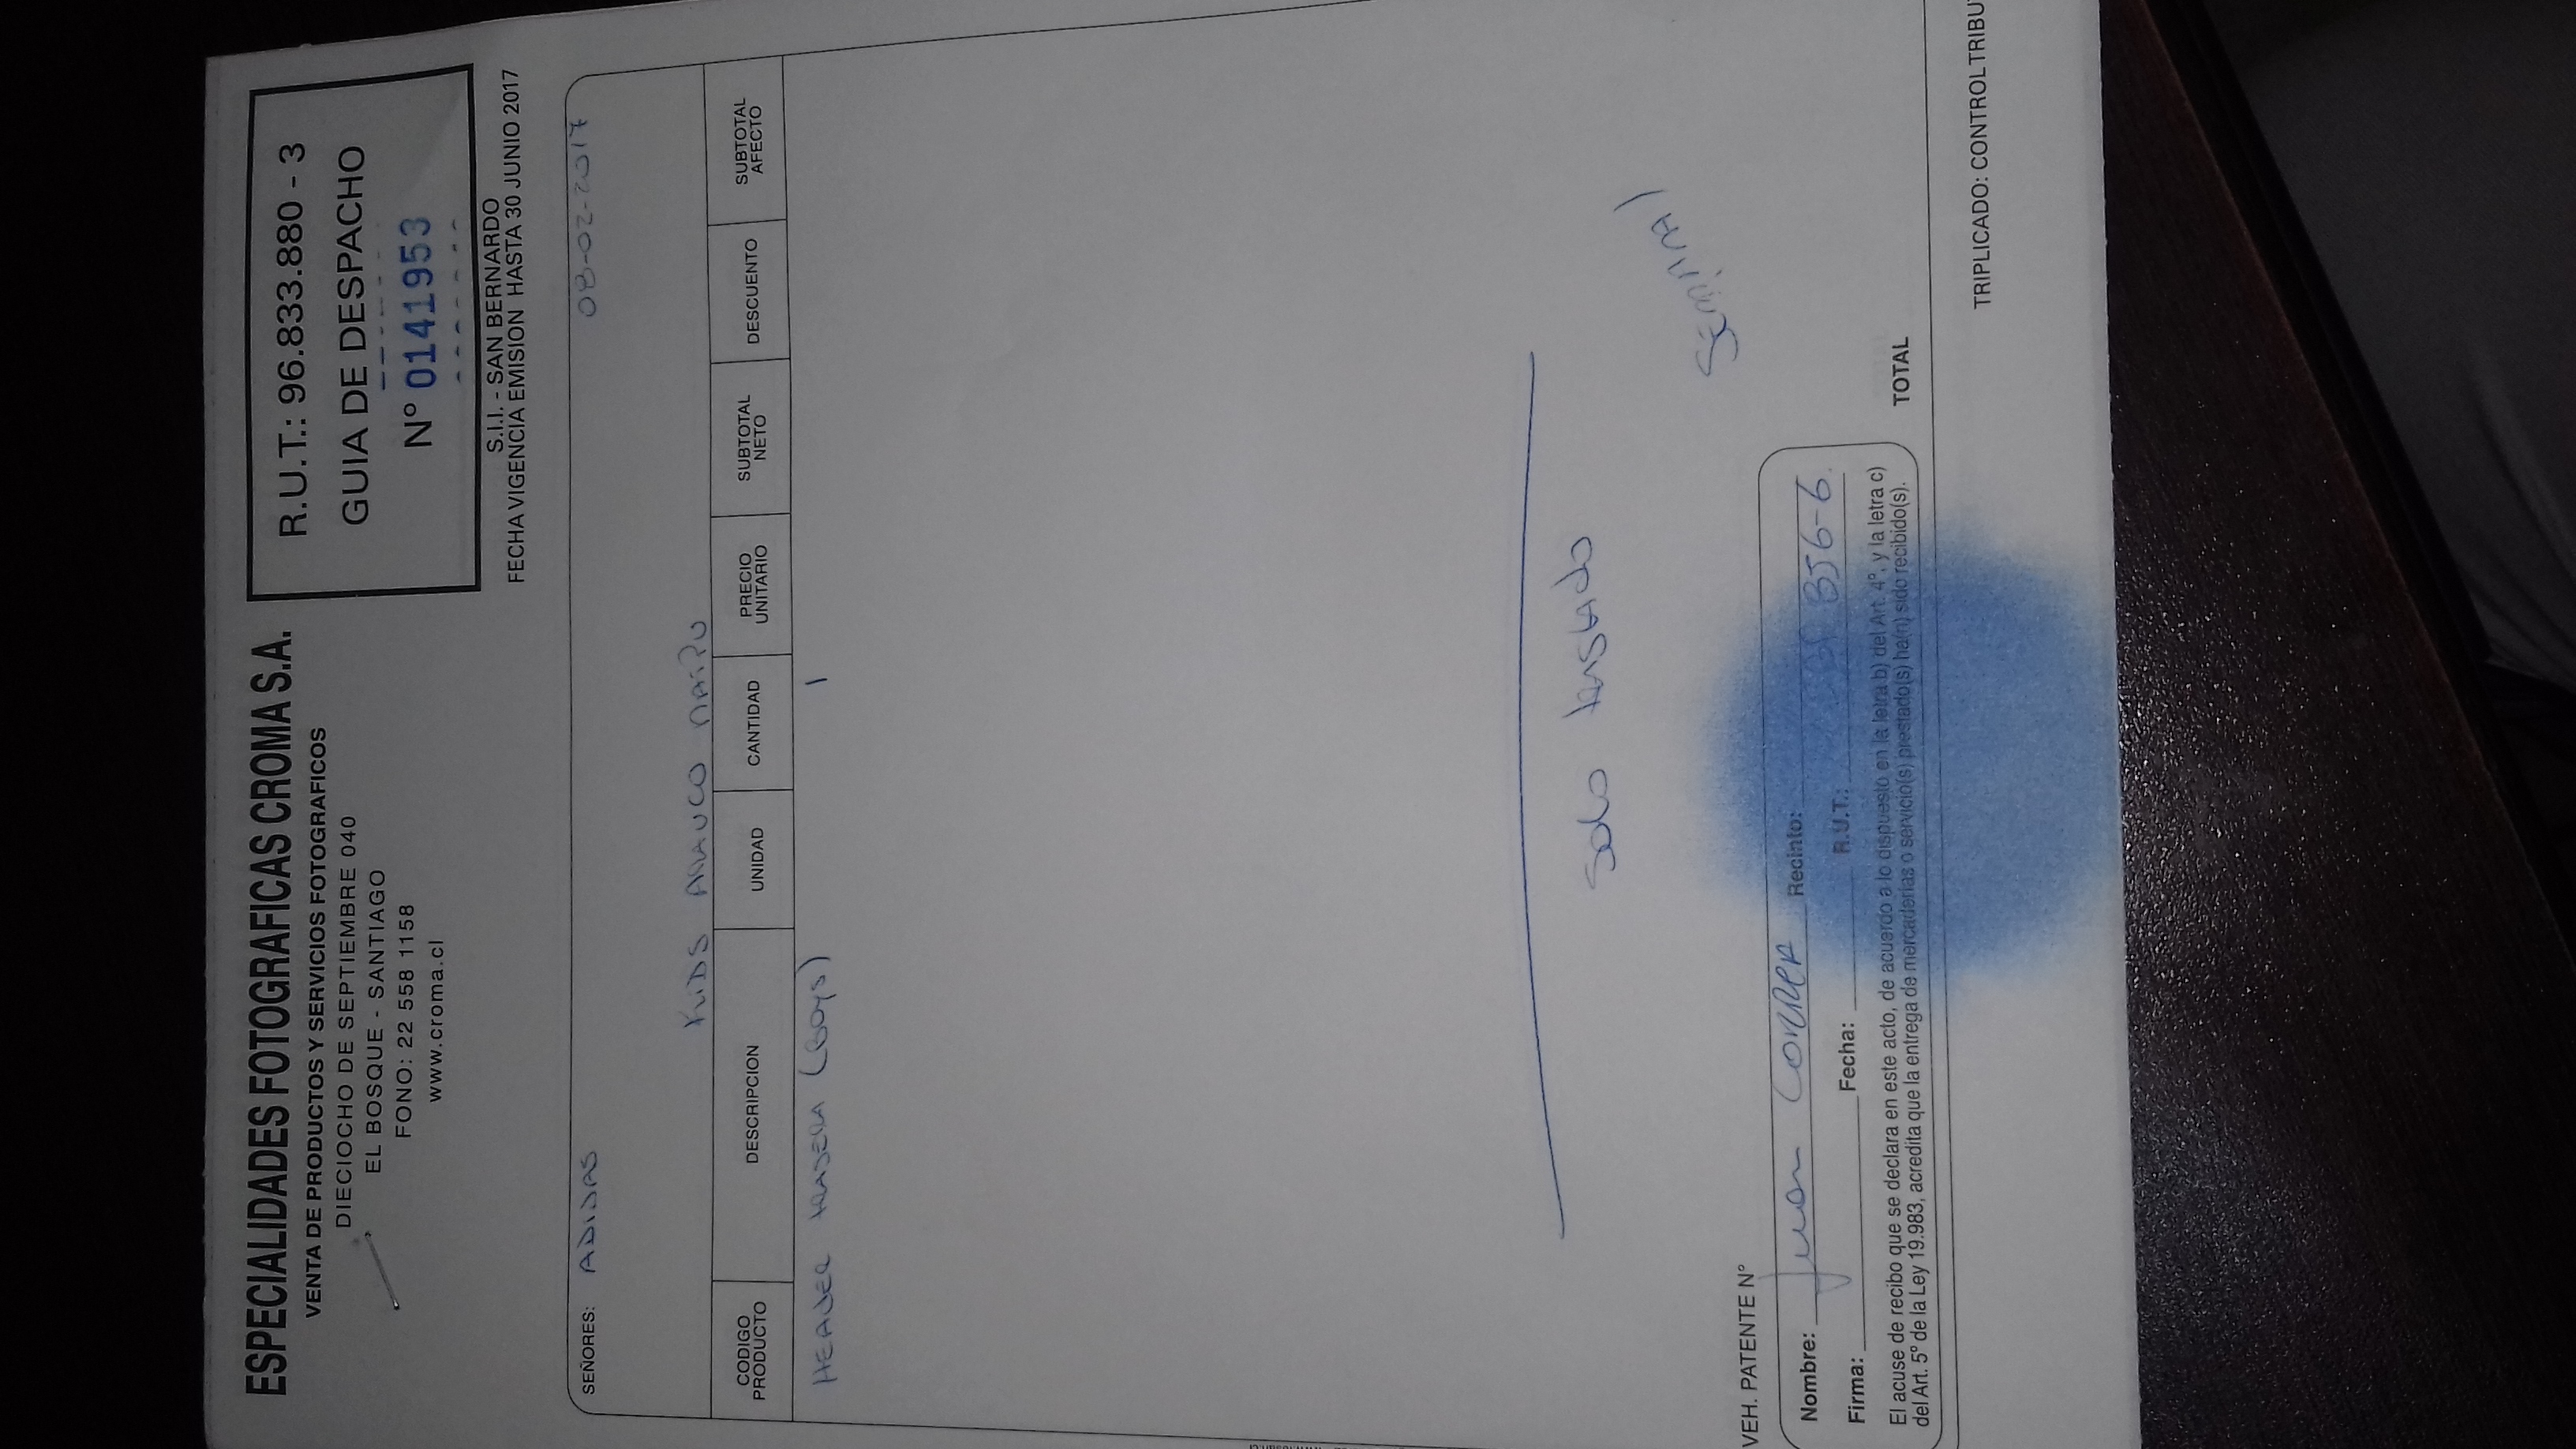 ESPECIALIDADES FOTOGRAFICAS CROMA S.A.
VENTA DE PRODUCTOS Y SERVICIOS FOTOGRAFICOS
DIECIOCHO DE SEPTIEMBRE 040
EL BOSQUE - SANTIAGO
FONO: 22 558 1158
www.croma.cl
R.U.T.: 96.833.880 - 3
GUIA DE DESPACHO
Nº 0141953
S.I.I. - SAN BERNARDO
FECHA VIGENCIA EMISION HASTA 30 JUNIO 2017
SEÑORES: ADIDAS 08-02-2017
KIDS ARAUCO MAIPU
CODIGO PRODUCTO DESCRIPCION UNIDAD CANTIDAD PRECIO UNITARIO SUBTOTAL NETO DESCUENTO SUBTOTAL AFECTO
HEADER TRASERA (BOYS) 1
Solo traslado
SEMANA 1
VEH. PATENTE N°
Nombre: Juan CORREA Recinto:
Firma: Fecha: R.U.T.: 856-6
El acuse de recibo que se declara en este acto, de acuerdo a lo dispuesto en la letra b) del Art. 4°, y la letra c)
del Art. 5° de la Ley 19.983, acredita que la entrega de mercaderías o servicio(s) prestado(s) ha(n) sido recibido(s).
TOTAL
TRIPLICADO: CONTROL TRIBU